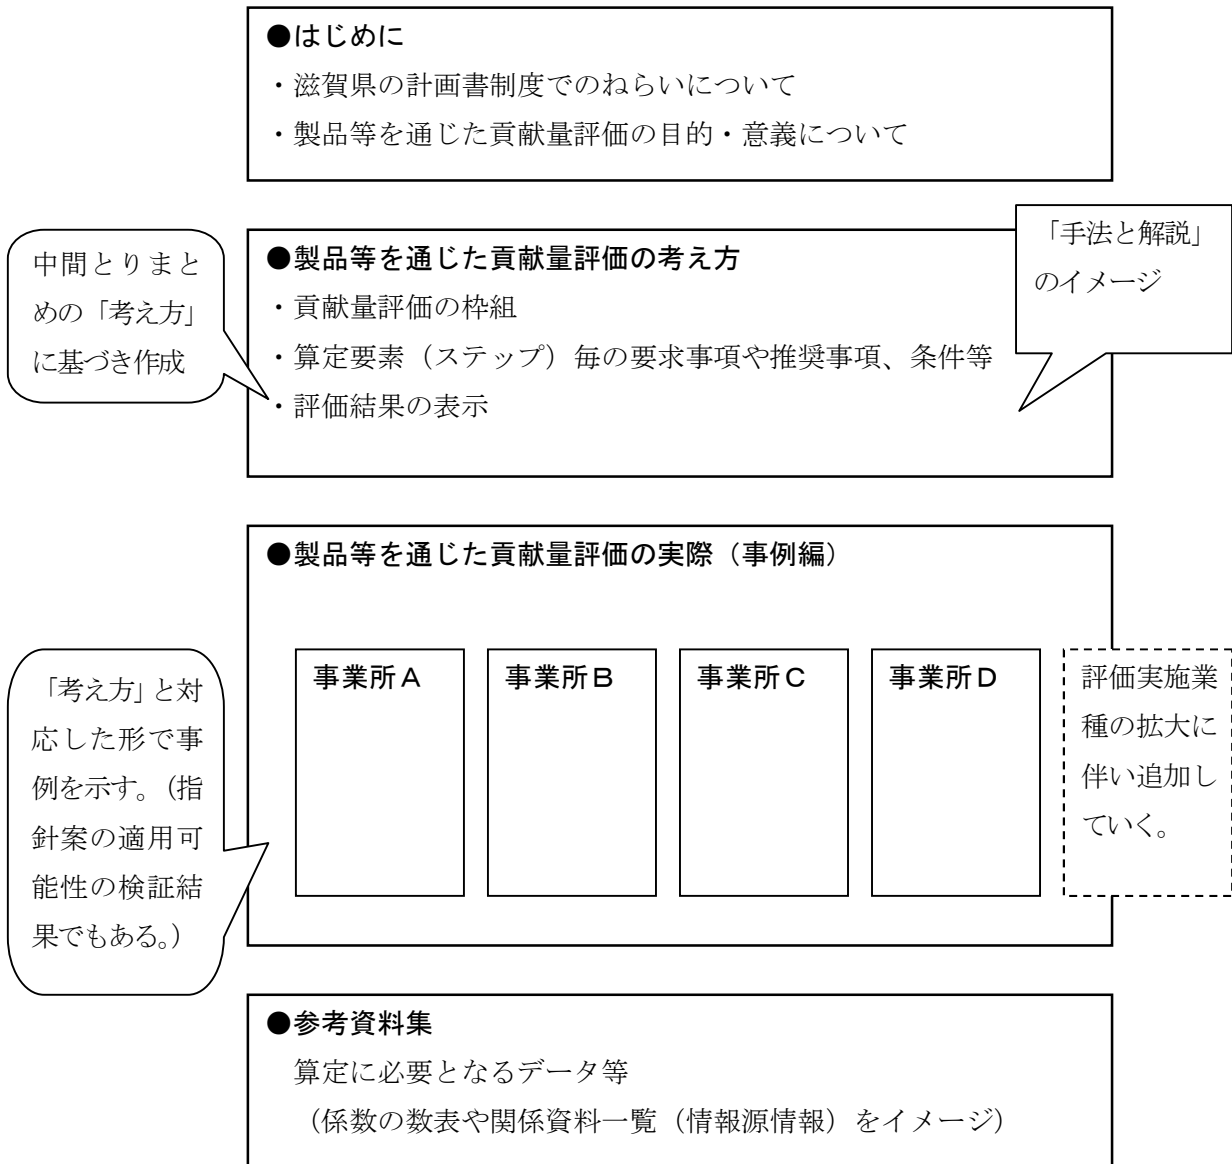 ●はじめに
・滋賀県の計画書制度でのねらいについて
・製品等を通じた貢献量評価の目的・意義について
中間とりまと
めの「考え方」
に基づき作成
●製品等を通じた貢献量評価の考え方
・貢献量評価の枠組
・算定要素（ステップ）毎の要求事項や推奨事項、条件等
・評価結果の表示
「手法と解説」
のイメージ
●製品等を通じた貢献量評価の実際（事例編）
「考え方」と対
応した形で事
例を示す。（指
針案の適用可
能性の検証結
果でもある。）
事業所Ａ
事業所Ｂ
事業所Ｃ
事業所Ｄ
評価実施業
種の拡大に
伴い追加し
ていく。
●参考資料集
算定に必要となるデータ等
（係数の数表や関係資料一覧（情報源情報）をイメージ）